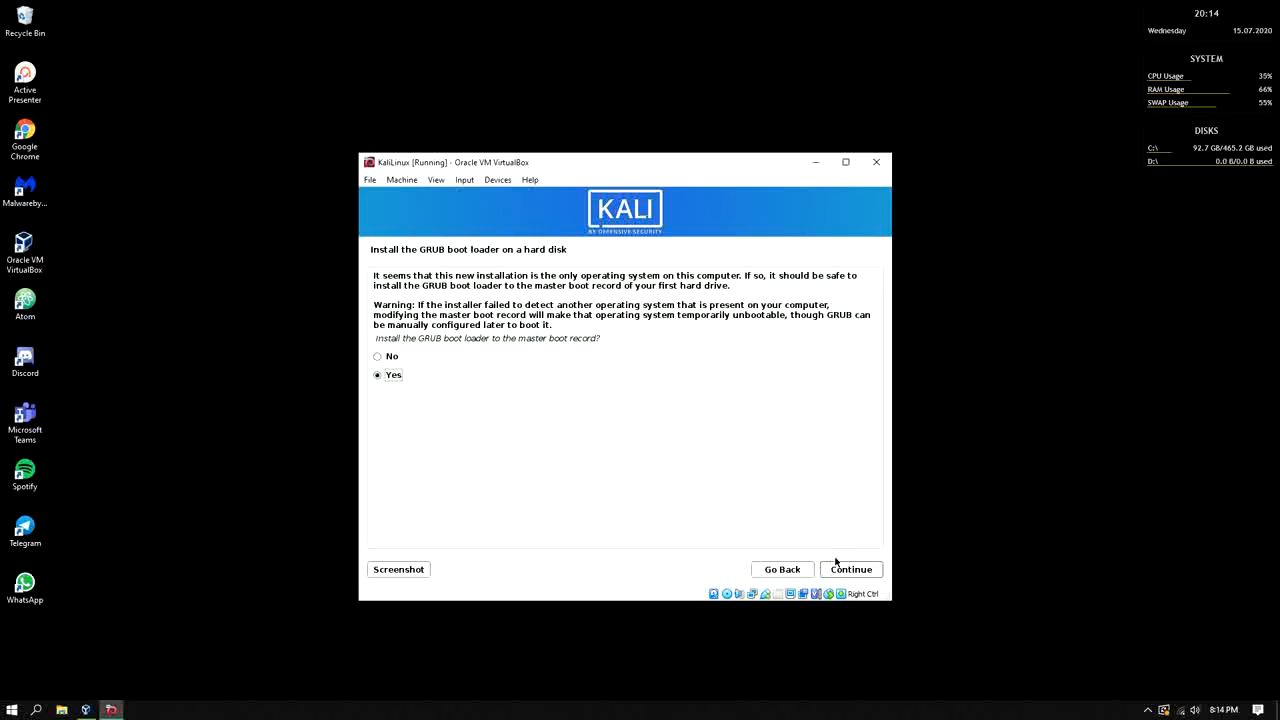 Recycle Bin
Active
Presenter
Google
Chrome
Malwareby...
Oracle VM
VirtualBox
Atom
Discord
Microsoft
Teams
Spotify
Telegram
WhatsApp
KaliLinux [Running] - Oracle VM VirtualBox
File Machine View Input Devices Help
KALI
BY OFFENSIVE SECURITY
Install the GRUB boot loader on a hard disk
It seems that this new installation is the only operating system on this computer. If so, it should be safe to
install the GRUB boot loader to the master boot record of your first hard drive.
Warning: If the installer failed to detect another operating system that is present on your computer,
modifying the master boot record will make that operating system temporarily unbootable, though GRUB can
be manually configured later to boot it.
Install the GRUB boot loader to the master boot record?
No
Yes
Screenshot
Go Back
Continue
Right Ctrl
20:14
Wednesday 15.07.2020
SYSTEM
CPU Usage 35%
RAM Usage 66%
SWAP Usage 55%
DISKS
C:\ 92.7 GB/465.2 GB used
D:\ 0.0 B/0.0 B used
8:14 PM